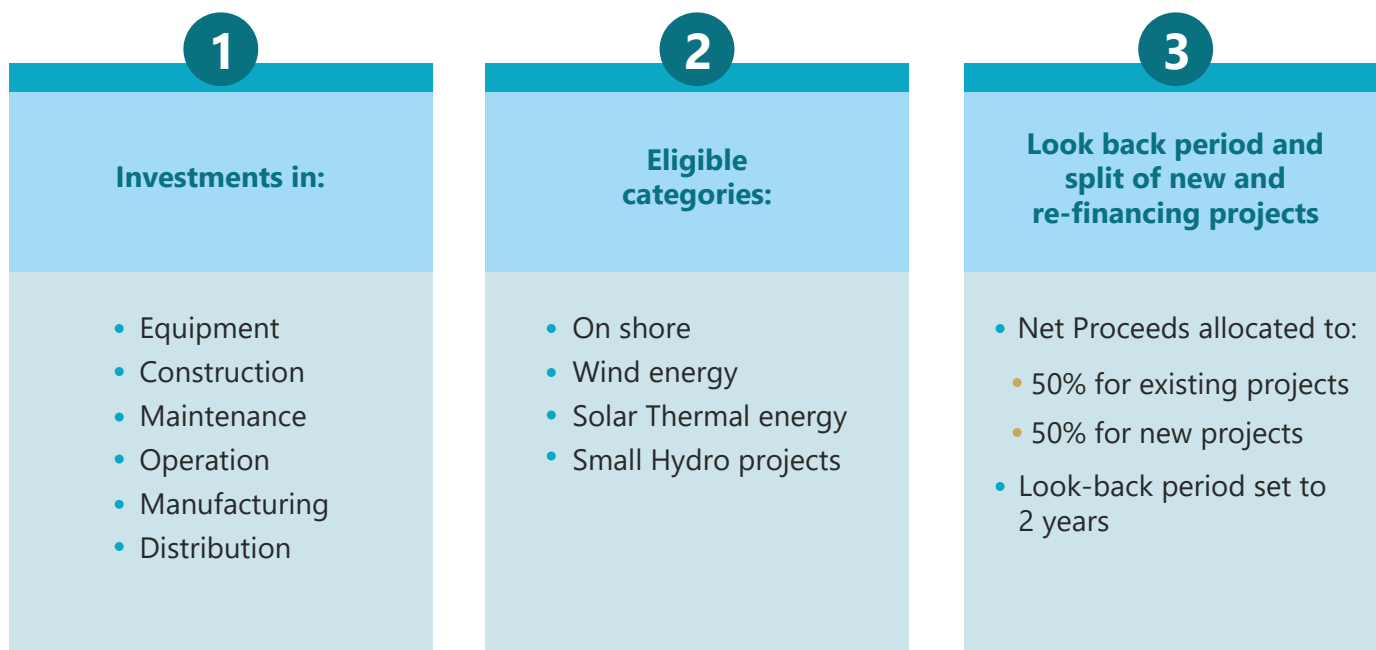 1
Investments in:
• Equipment
• Construction
• Maintenance
• Operation
• Manufacturing
• Distribution
2
Eligible
categories:
• On shore
• Wind energy
• Solar Thermal energy
• Small Hydro projects
3
Look back period and
split of new and
re-financing projects
• Net Proceeds allocated to:
• 50% for existing projects
• 50% for new projects
• Look-back period set to
2 years